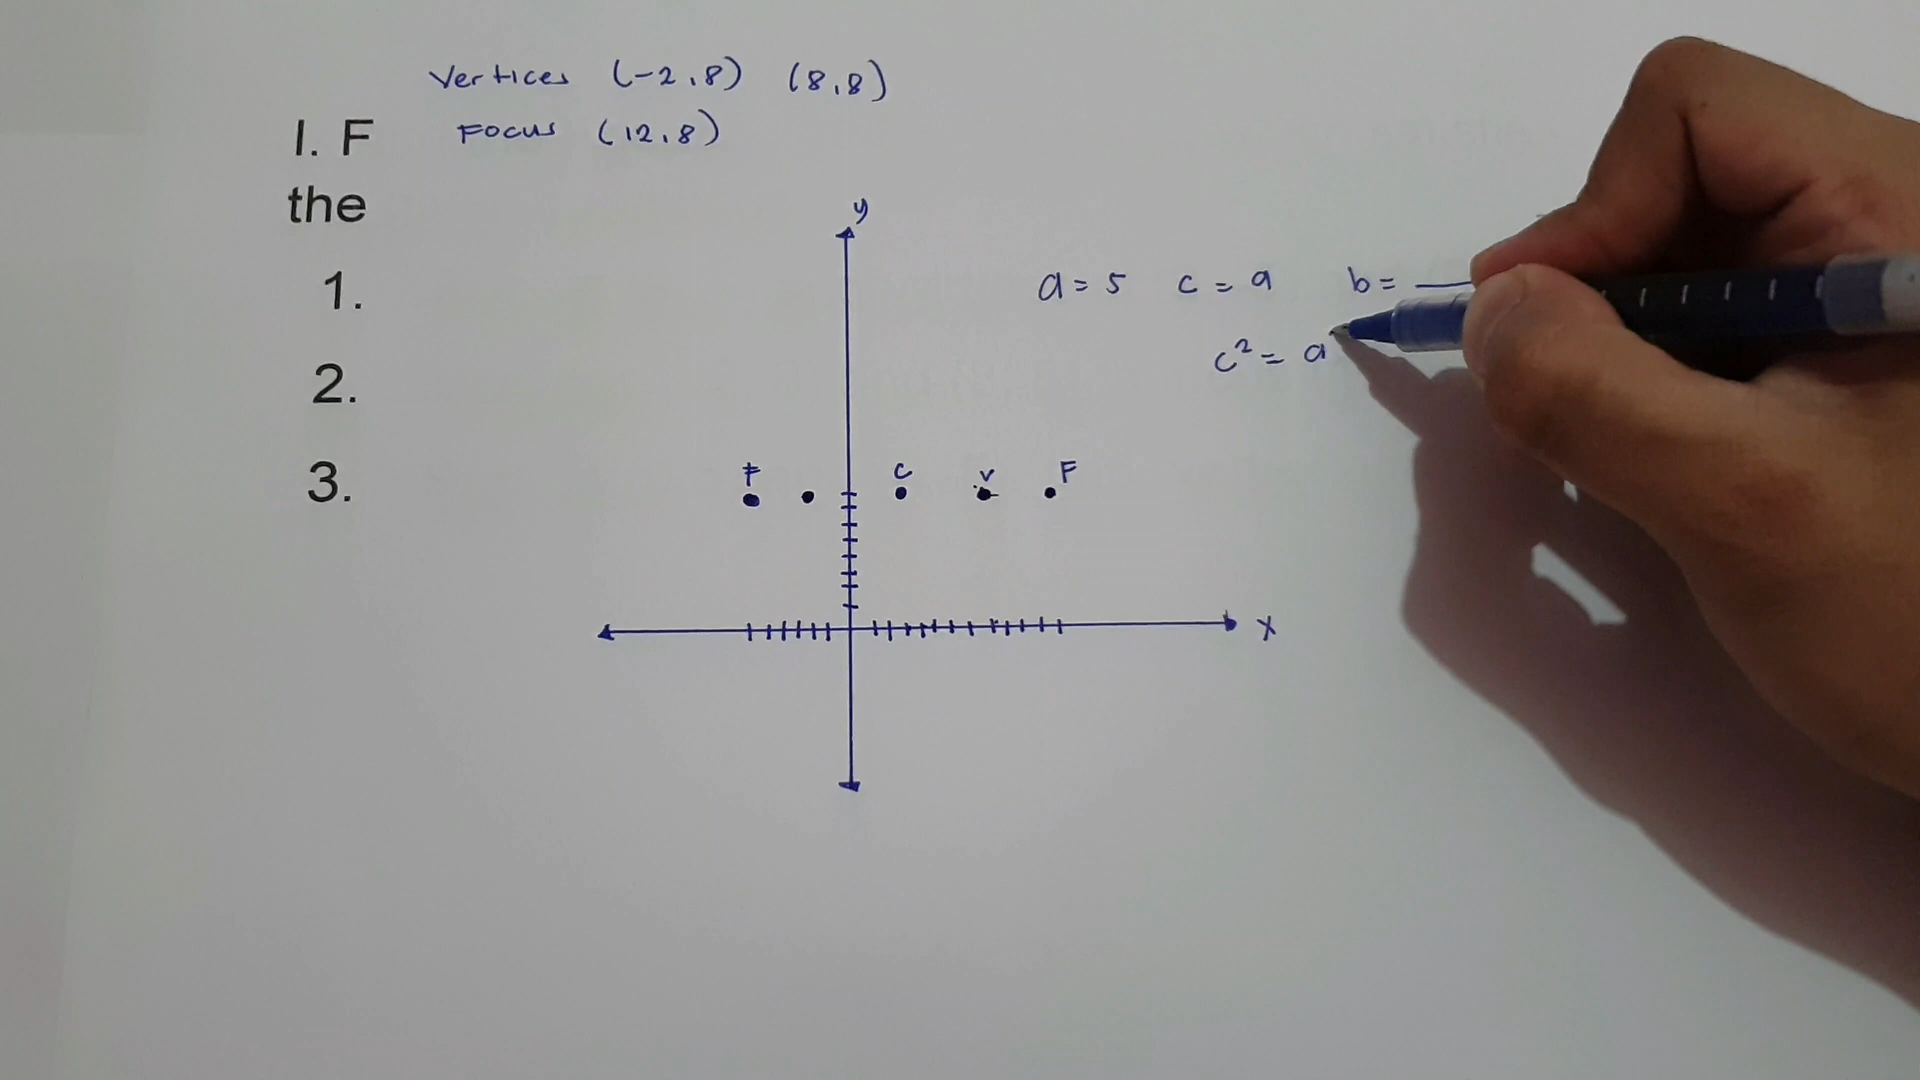 Vertices (-2,8) (8,8)
I. F Focus (12,8)
the
y
1. a = 5 c = 9 b =
c² = a
2.
3. F C V F
x